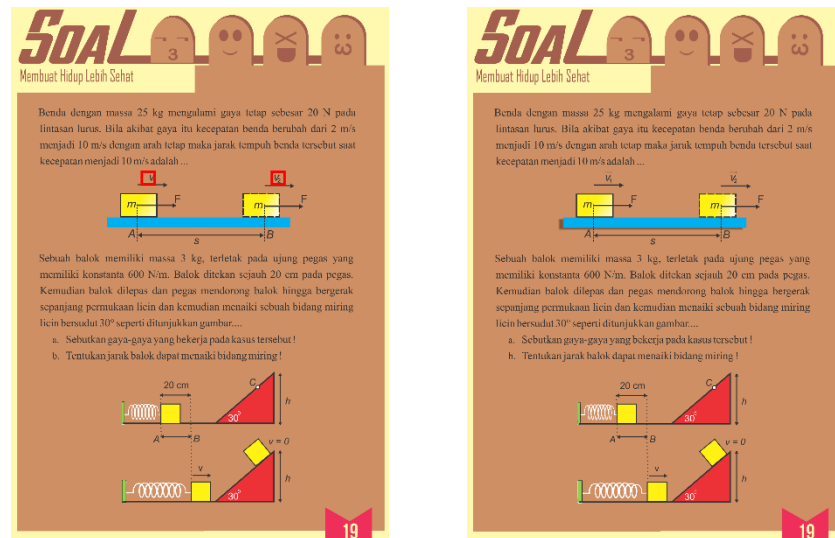 SOAL
3
Membuat Hidup Lebih Sehat
Benda dengan massa 25 kg mengalami gaya tetap sebesar 20 N pada
lintasan lurus. Bila akibat gaya itu kecepatan benda berubah dari 2 m/s
menjadi 10 m/s dengan arah tetap maka jarak tempuh benda tersebut saat
kecepatan menjadi 10 m/s adalah ...
v v₂
m F m F
A B
s
Sebuah balok memiliki massa 3 kg, terletak pada ujung pegas yang
memiliki konstanta 600 N/m. Balok ditekan sejauh 20 cm pada pegas.
Kemudian balok dilepas dan pegas mendorong balok hingga bergerak
sepanjang permukaan licin dan kemudian menaiki sebuah bidang miring
licin bersudut 30° seperti ditunjukkan gambar....
a. Sebutkan gaya-gaya yang bekerja pada kasus tersebut !
b. Tentukan jarak balok dapat menaiki bidang miring !
20 cm C
h
30°
A B v = 0
v h
30°
19
SOAL
3
Membuat Hidup Lebih Sehat
Benda dengan massa 25 kg mengalami gaya tetap sebesar 20 N pada
lintasan lurus. Bila akibat gaya itu kecepatan benda berubah dari 2 m/s
menjadi 10 m/s dengan arah tetap maka jarak tempuh benda tersebut saat
kecepatan menjadi 10 m/s adalah ...
v₁ v₂
m F m F
A B
s
Sebuah balok memiliki massa 3 kg, terletak pada ujung pegas yang
memiliki konstanta 600 N/m. Balok ditekan sejauh 20 cm pada pegas.
Kemudian balok dilepas dan pegas mendorong balok hingga bergerak
sepanjang permukaan licin dan kemudian menaiki sebuah bidang miring
licin bersudut 30° seperti ditunjukkan gambar....
a. Sebutkan gaya-gaya yang bekerja pada kasus tersebut !
b. Tentukan jarak balok dapat menaiki bidang miring !
20 cm C
h
30°
A B v = 0
v h
30°
19